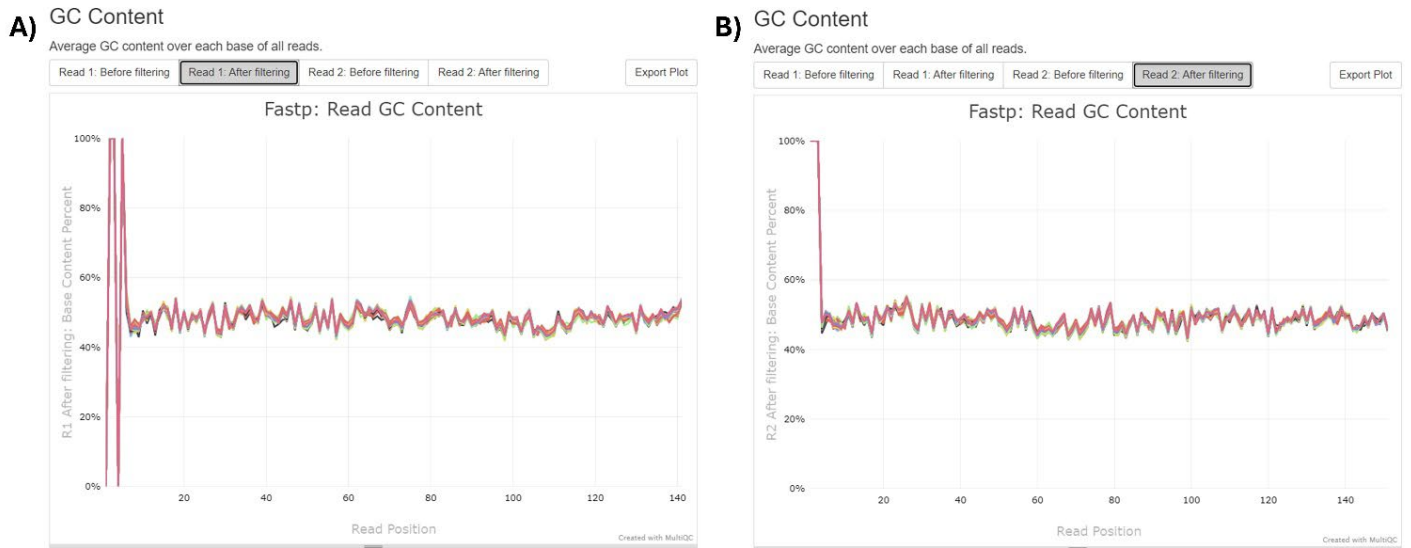 A)
GC Content
Average GC content over each base of all reads.
Read 1: Before filtering Read 1: After filtering Read 2: Before filtering Read 2: After filtering Export Plot
Fastp: Read GC Content
R1 After filtering: Base Content Percent
100%
80%
60%
40%
20%
0%
20 40 60 80 100 120 140
Read Position
Created with MultiQC
B)
GC Content
Average GC content over each base of all reads.
Read 1: Before filtering Read 1: After filtering Read 2: Before filtering Read 2: After filtering Export Plot
Fastp: Read GC Content
R2 After filtering: Base Content Percent
100%
80%
60%
40%
20%
0%
20 40 60 80 100 120 140
Read Position
Created with MultiQC